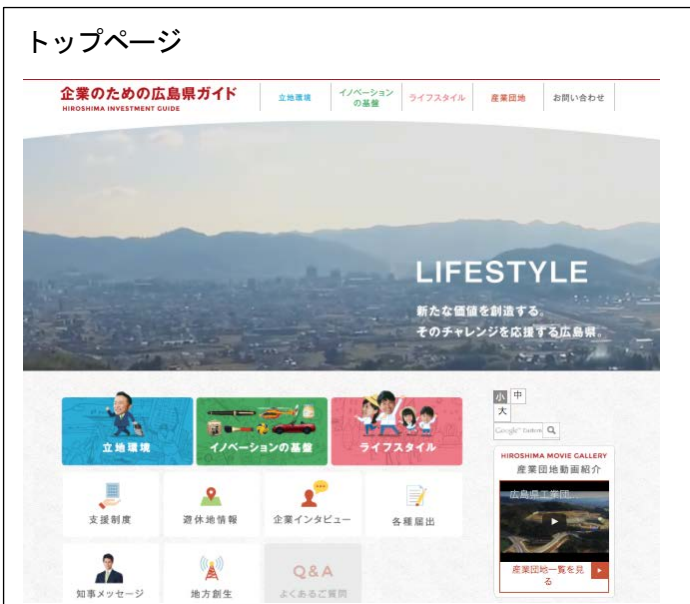 トップページ
企業のための広島県ガイド
HIROSHIMA INVESTMENT GUIDE
立地環境
イノベーション
の基盤
ライフスタイル
産業団地
お問い合わせ
LIFESTYLE
新たな価値を創造する。
そのチャレンジを応援する広島県。
小 中
大
Google
立地環境
イノベーションの基盤
ライフスタイル
HIROSHIMA MOVIE GALLERY
産業団地動画紹介
広島県工業団...
産業団地一覧を見
る
支援制度
遊休地情報
企業インタビュー
各種届出
知事メッセージ
地方創生
Q&A
よくあるご質問